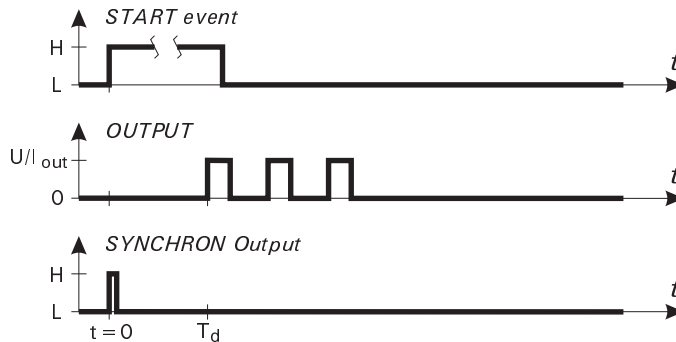 START event
H
L
t
OUTPUT
U/I out
0
t
SYNCHRON Output
H
L
t
t = 0
Td